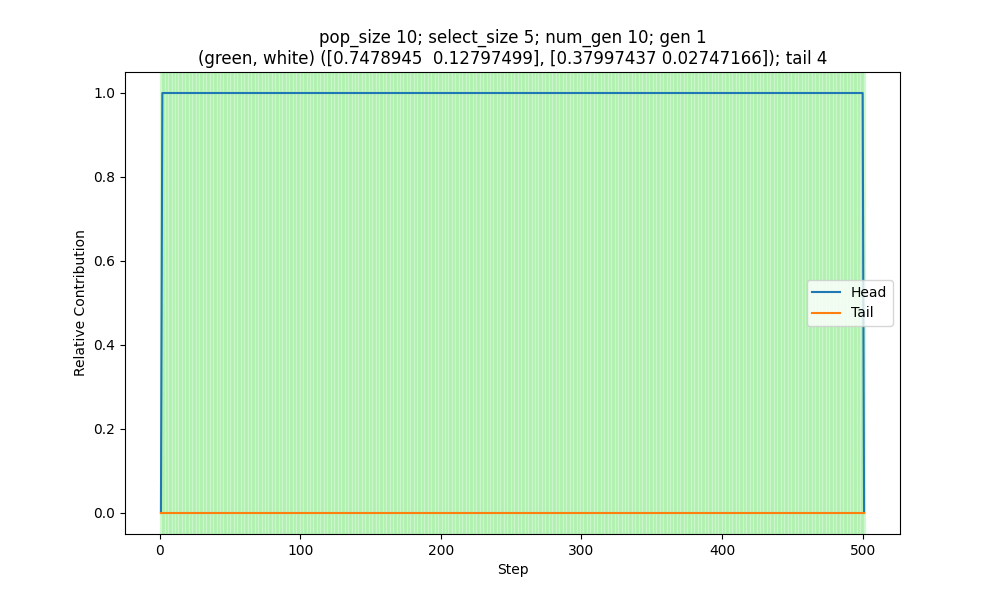 pop_size 10; select_size 5; num_gen 10; gen 1
(green, white) ([0.7478945  0.12797499], [0.37997437 0.02747166]); tail 4
1.0
0.8
0.6
0.4
0.2
0.0
Relative Contribution
Head
Tail
0
100
200
300
400
500
Step